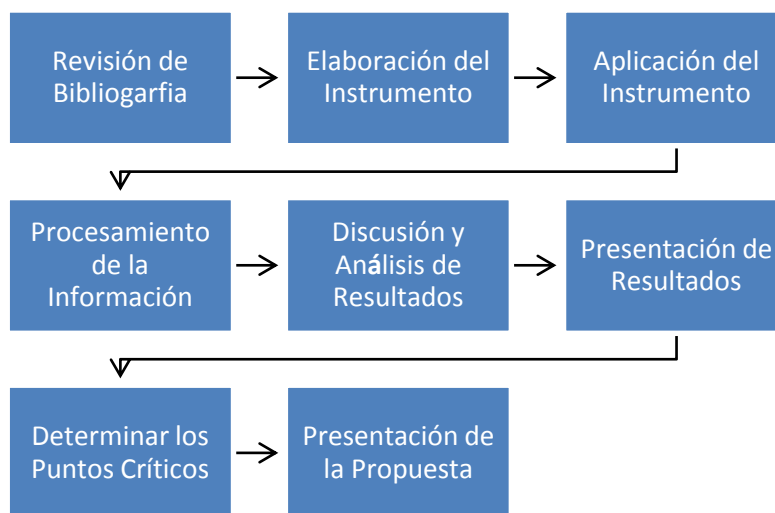 Revisión de
Bibliogarfia
Elaboración del
Instrumento
Aplicación del
Instrumento
Procesamiento
de la
Información
Discusión y
Análisis de
Resultados
Presentación de
Resultados
Determinar los
Puntos Críticos
Presentación de
la Propuesta